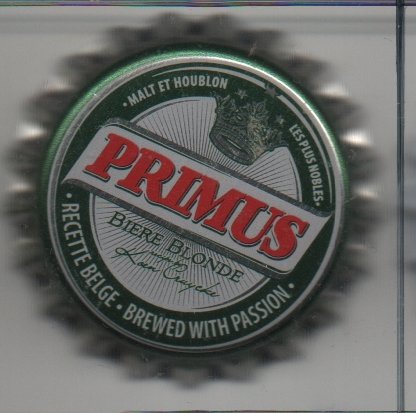 • MALT ET HOUBLON
LES PLUS NOBLES •
PRIMUS
BIERE BLONDE
• RECETTE BELGE • BREWED WITH PASSION •